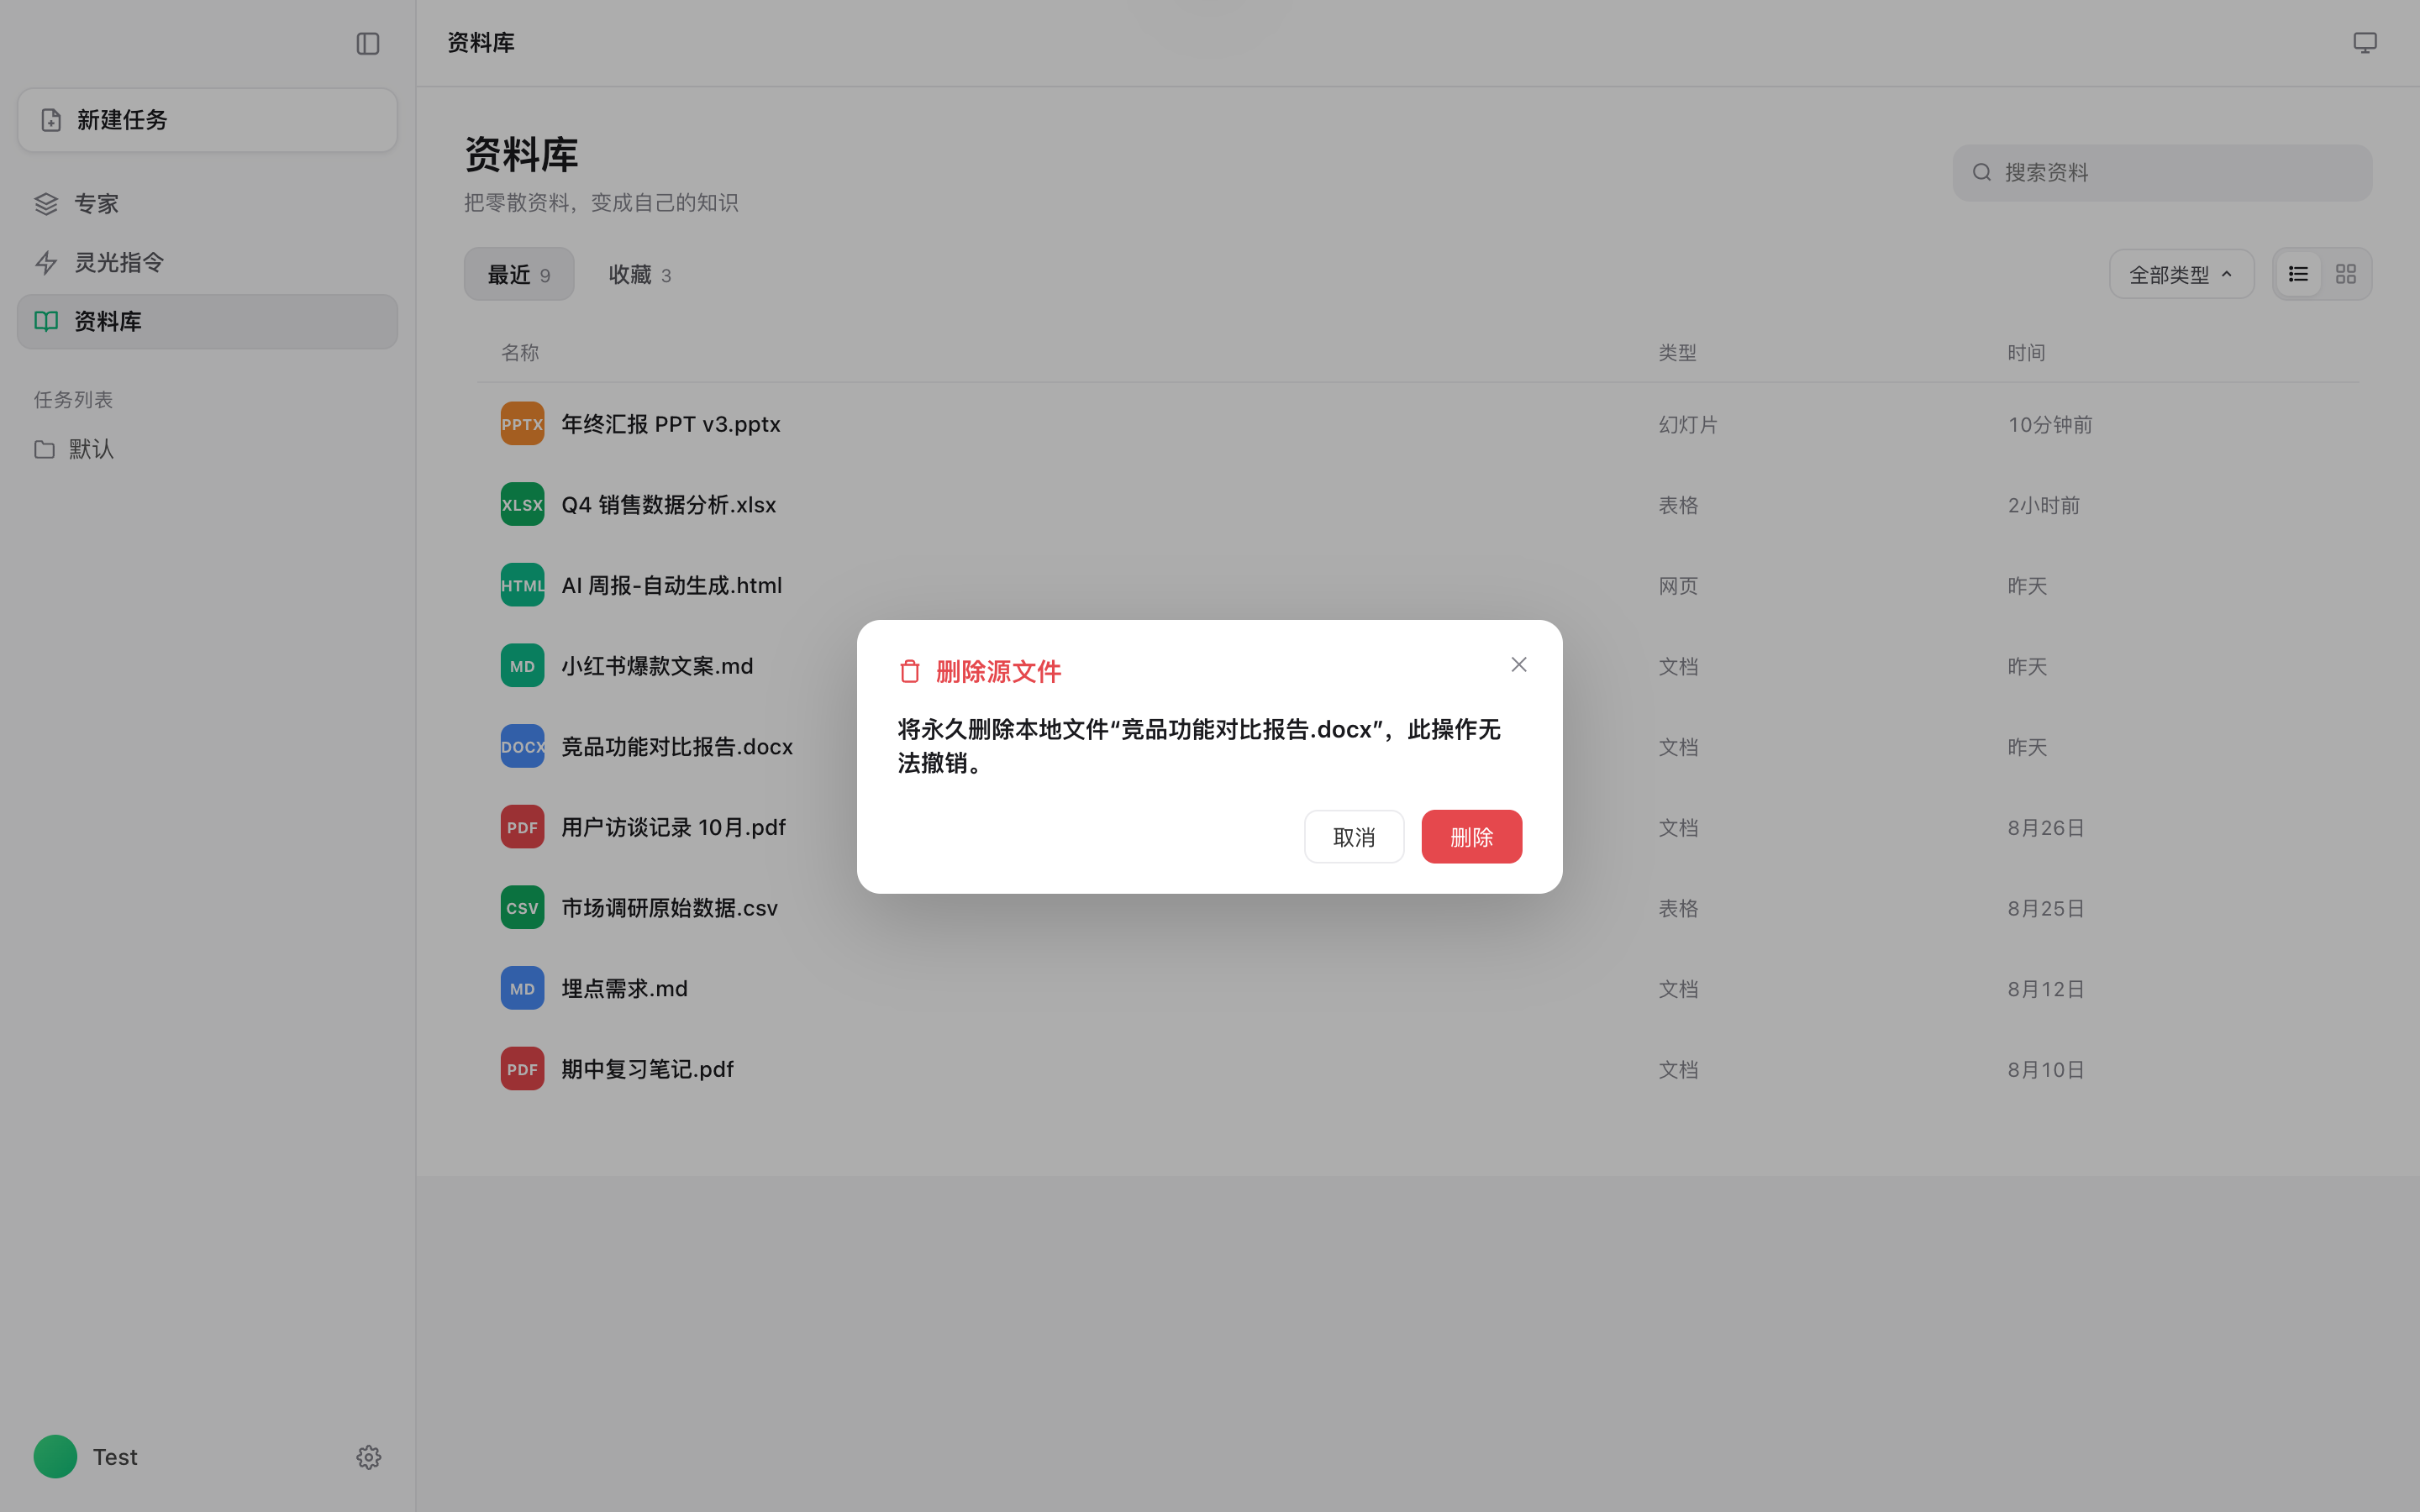 资料库
新建任务
专家
灵光指令
资料库
任务列表
默认
Test
资料库
把零散资料，变成自己的知识
搜索资料
最近 9
收藏 3
全部类型
名称 类型 时间
PPTX 年终汇报 PPT v3.pptx 幻灯片 10分钟前
XLSX Q4 销售数据分析.xlsx 表格 2小时前
HTML AI 周报-自动生成.html 网页 昨天
MD 小红书爆款文案.md 文档 昨天
DOCX 竞品功能对比报告.docx 文档 昨天
PDF 用户访谈记录 10月.pdf 文档 8月26日
CSV 市场调研原始数据.csv 表格 8月25日
MD 埋点需求.md 文档 8月12日
PDF 期中复习笔记.pdf 文档 8月10日
删除源文件
将永久删除本地文件“竞品功能对比报告.docx”，此操作无
法撤销。
取消
删除